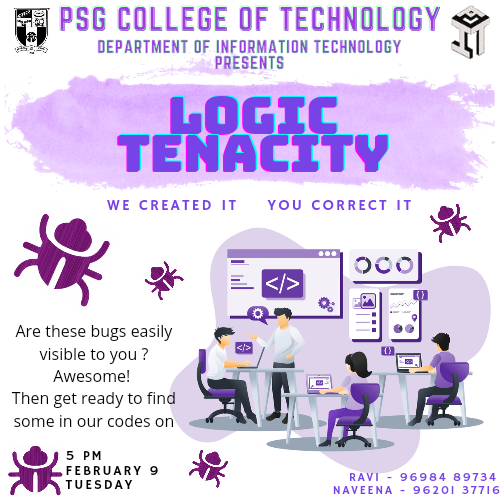 PSG COLLEGE OF TECHNOLOGY
DEPARTMENT OF INFORMATION TECHNOLOGY
PRESENTS
LOGIC
TENACITY
WE CREATED IT YOU CORRECT IT
</>
</>
</>
Are these bugs easily
visible to you ?
Awesome!
Then get ready to find
some in our codes on
5 PM
FEBRUARY 9
TUESDAY
RAVI - 96984 89734
NAVEENA - 96201 37716